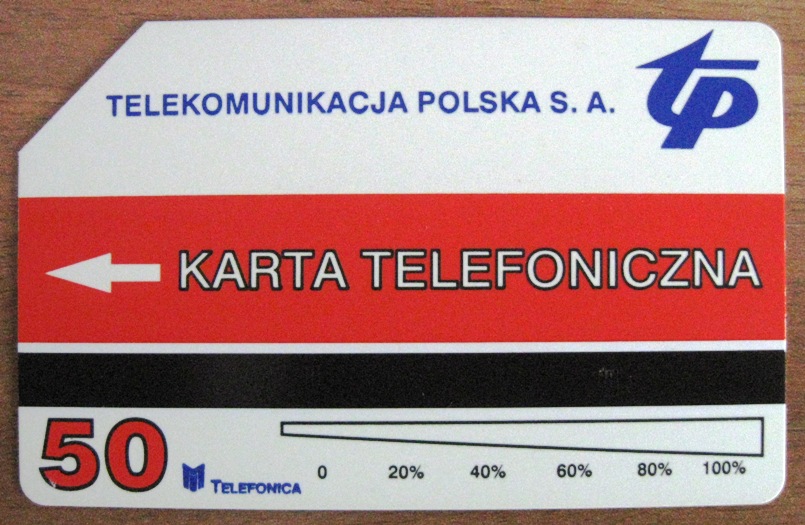 TELEKOMUNIKACJA POLSKA S. A.
tp
KARTA TELEFONICZNA
50
TELEFONICA
0 20% 40% 60% 80% 100%